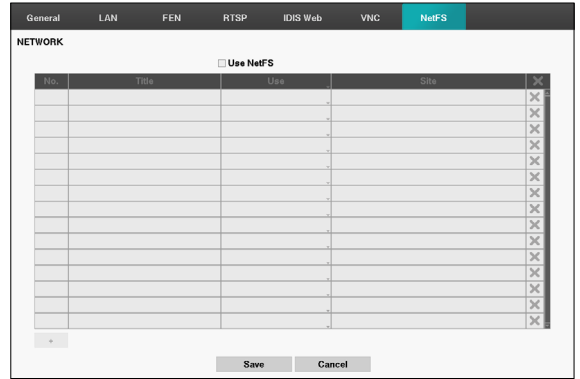 General LAN FEN RTSP IDIS Web VNC NetFS
NETWORK
Use NetFS
No. Title Use Site
+
Save Cancel